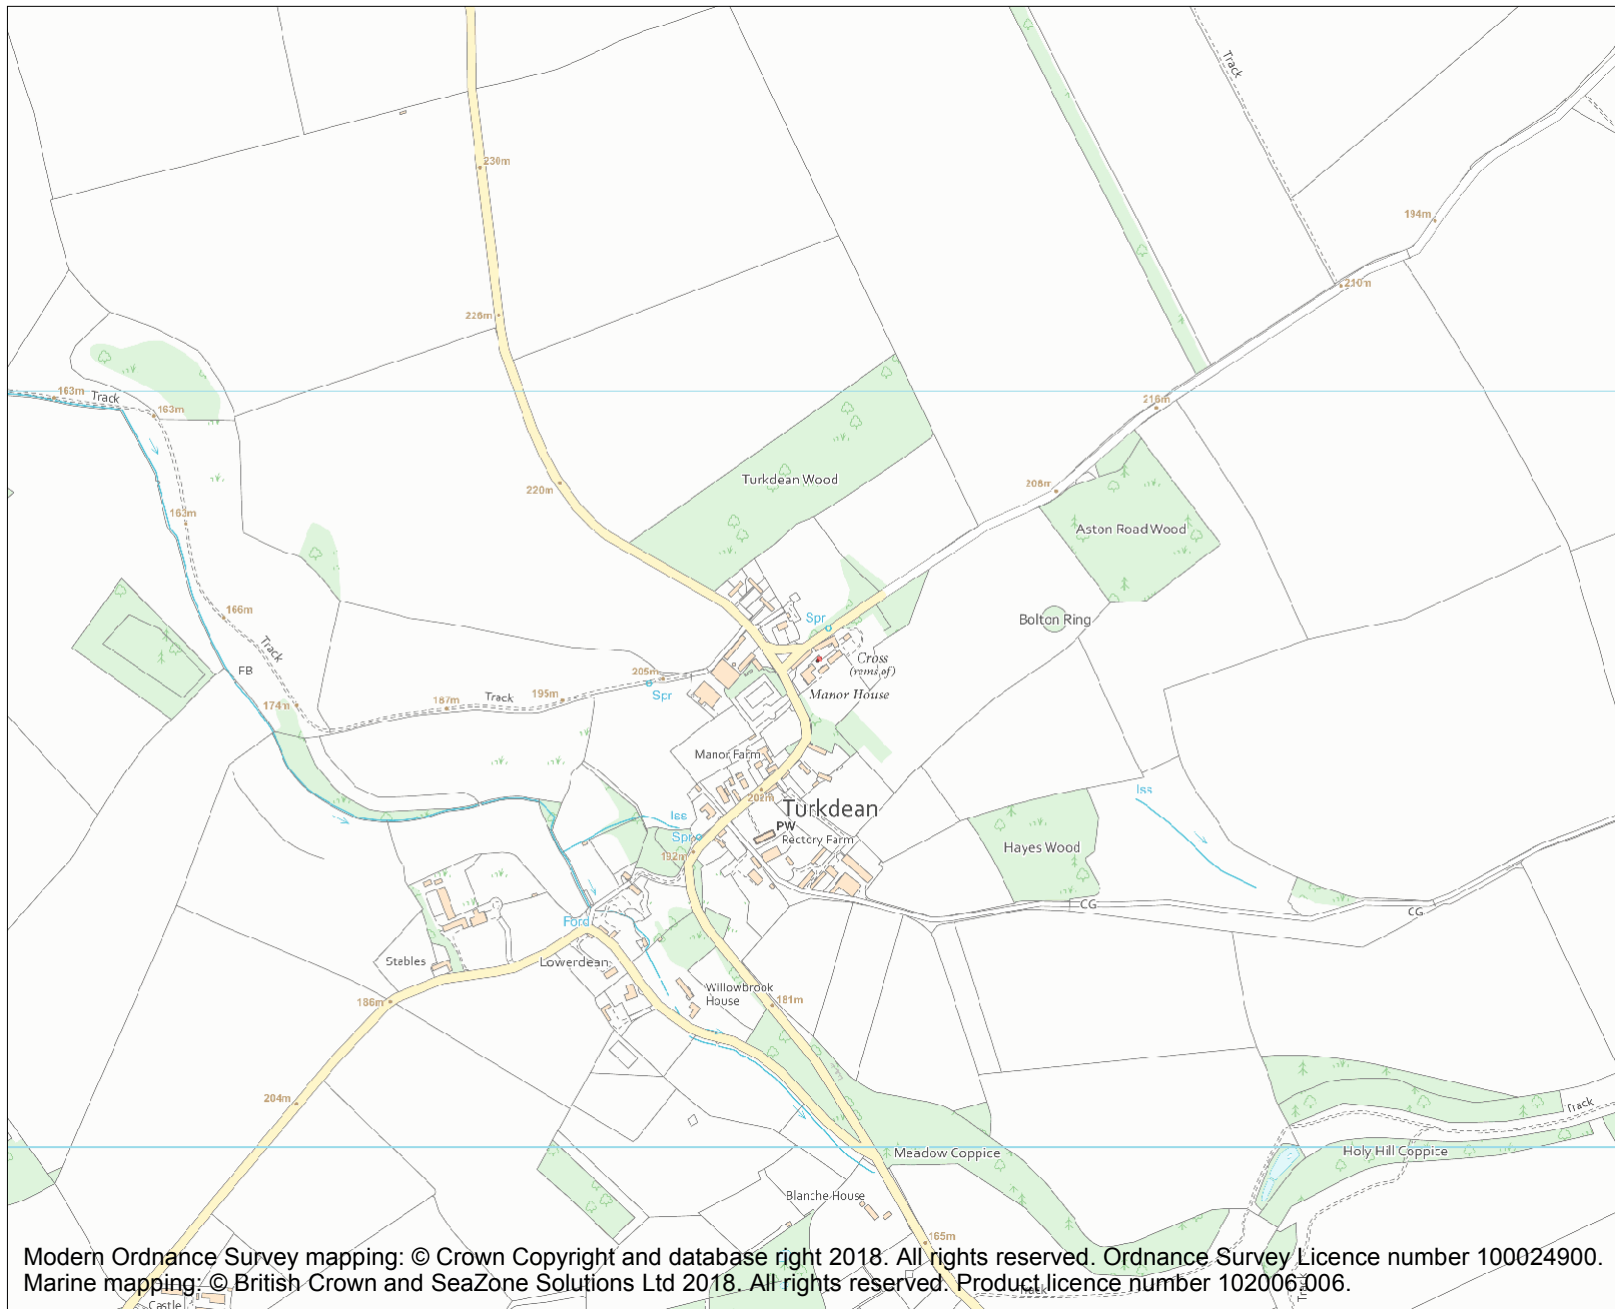 Track
230m
194m
210m
226m
163m
Track
163m
216m
220m
Turkdean Wood
208m
163m
Aston Road Wood
166m
Spr
Bolton Ring
Track
FB
205m
Cross
(rems of)
Spr
Manor House
187m
Track
195m
174m
Manor Farm
202m
Iss
Turkdean
Iss
PW
Spr
Rectory Farm
192m
Hayes Wood
CG
CG
Ford
Stables
Lowerdean
Willowbrook
House
186m
181m
204m
Track
Meadow Coppice
Holy Hill Coppice
Blanche House
165m
Modern Ordnance Survey mapping: © Crown Copyright and database right 2018. All rights reserved. Ordnance Survey Licence number 100024900.
Marine mapping: © British Crown and SeaZone Solutions Ltd 2018. All rights reserved. Product licence number 102006.006.
Track
Track
Castle